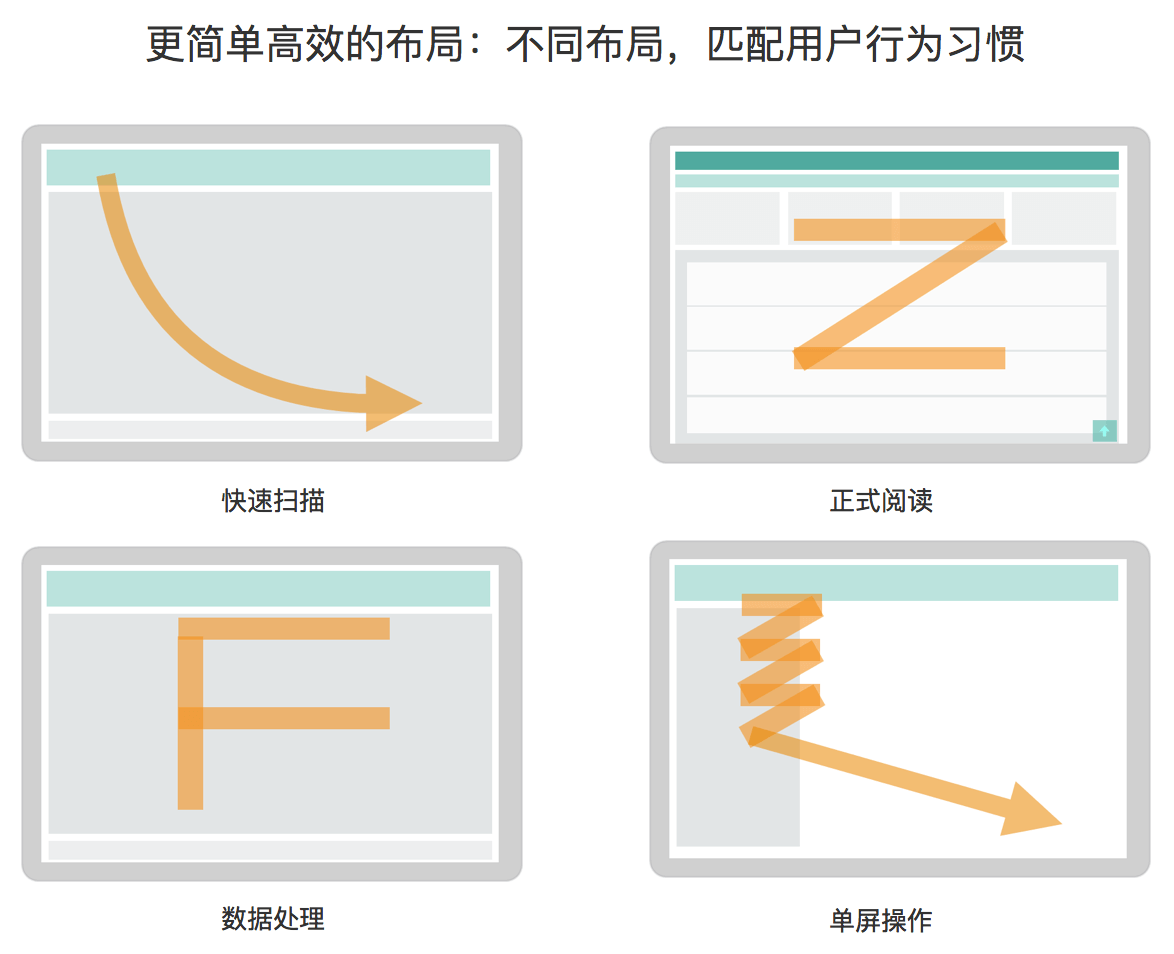 更简单高效的布局：不同布局，匹配用户行为习惯
快速扫描
正式阅读
数据处理
单屏操作